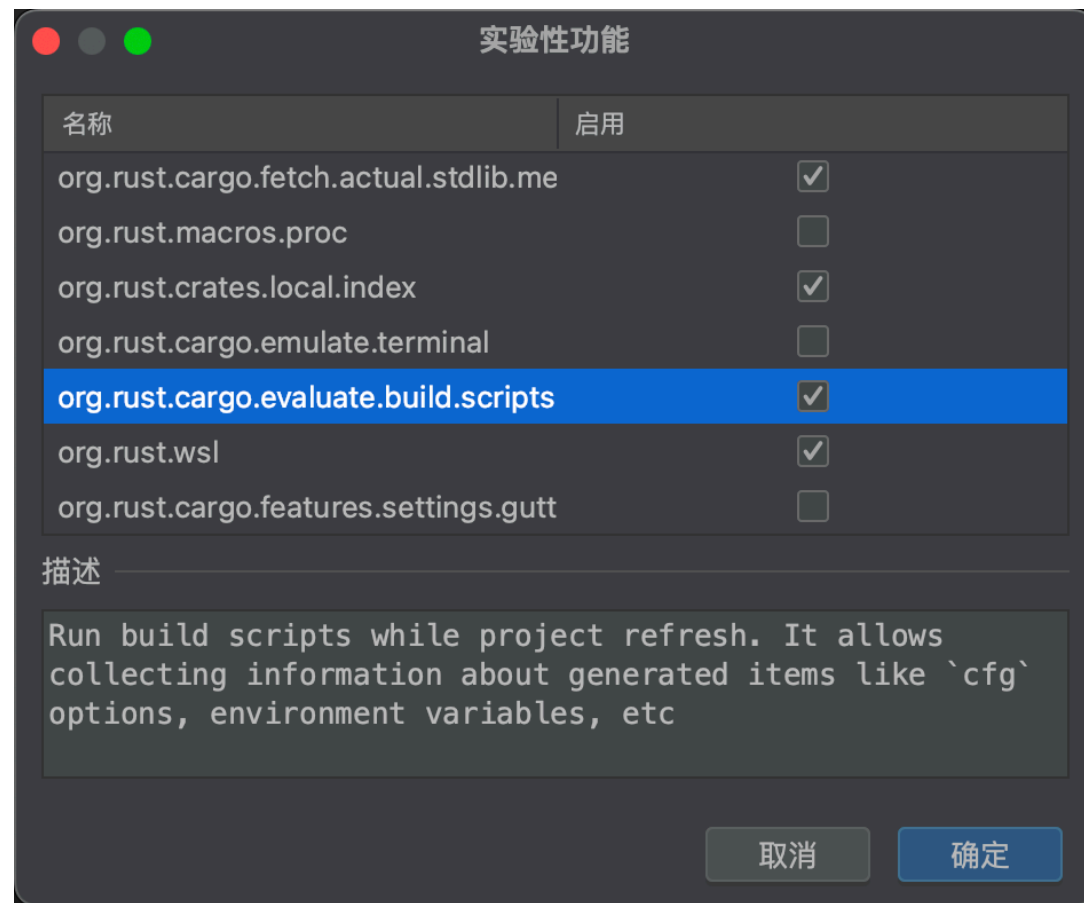 实验性功能
名称 启用
org.rust.cargo.fetch.actual.stdlib.me
org.rust.macros.proc
org.rust.crates.local.index
org.rust.cargo.emulate.terminal
org.rust.cargo.evaluate.build.scripts
org.rust.wsl
org.rust.cargo.features.settings.gutt
描述
Run build scripts while project refresh. It allows
collecting information about generated items like `cfg`
options, environment variables, etc
取消 确定